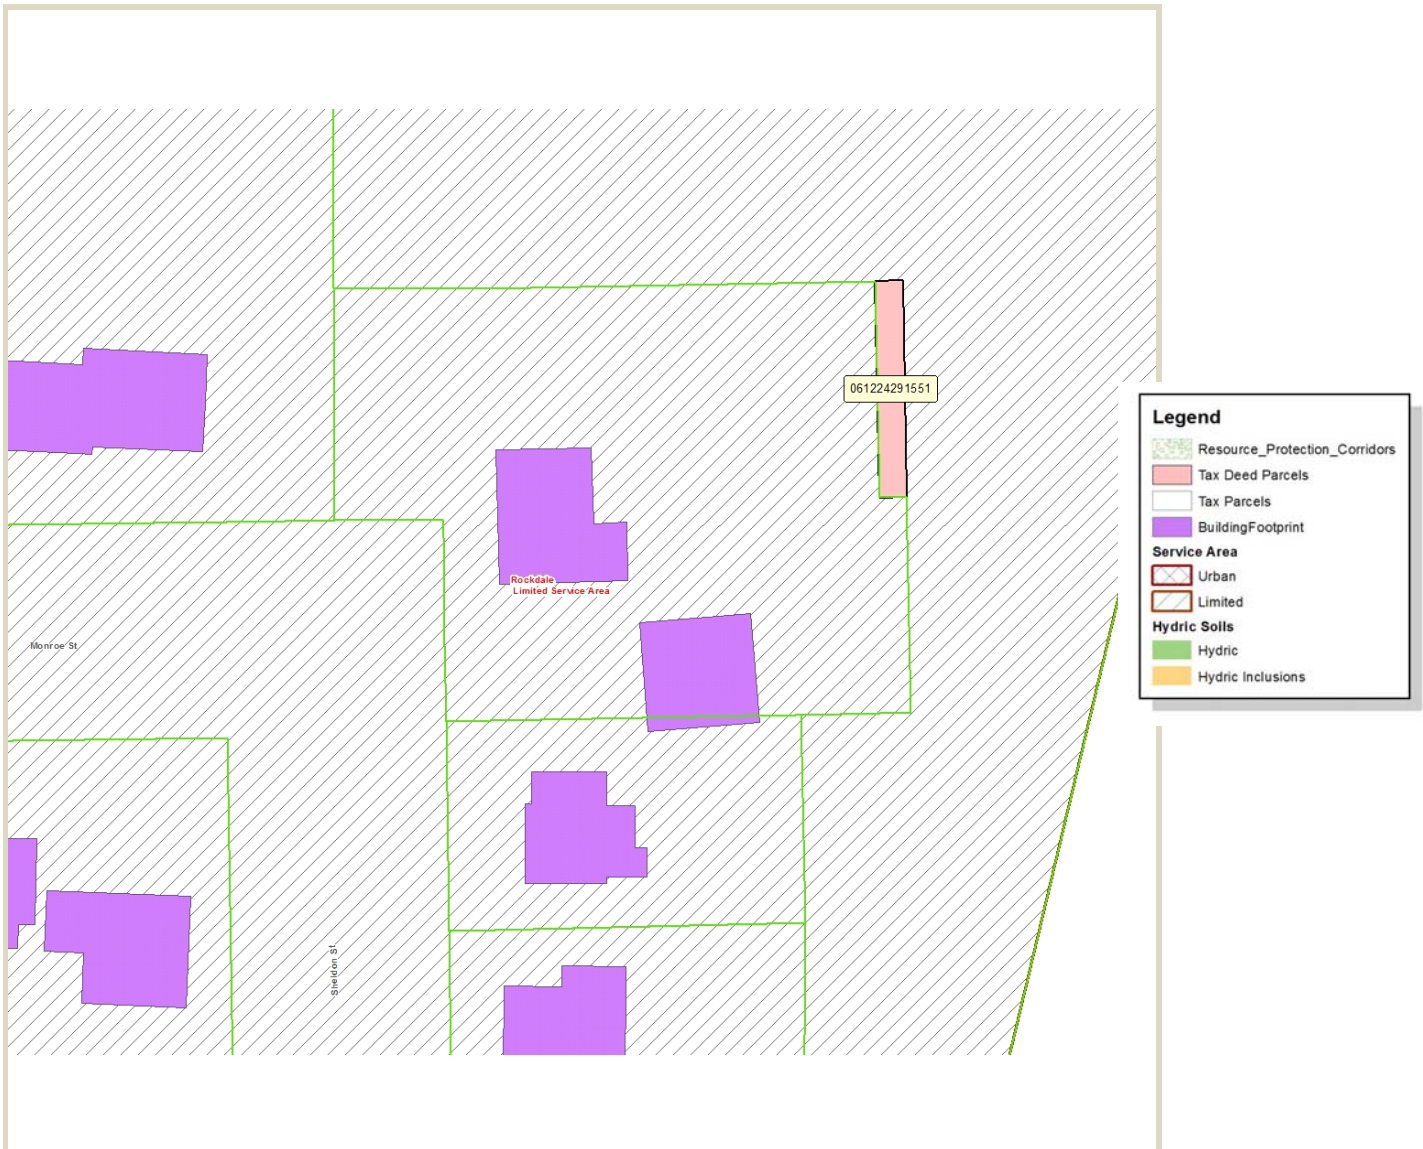 061224291551
Rockdale
Limited Service Area
Monroe St
Sheldon St
Legend
Resource_Protection_Corridors
Tax Deed Parcels
Tax Parcels
BuildingFootprint
Service Area
Urban
Limited
Hydric Soils
Hydric
Hydric Inclusions